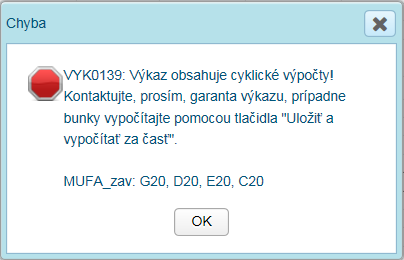 Chyba
VYK0139: Výkaz obsahuje cyklické výpočty!
Kontaktujte, prosím, garanta výkazu, prípadne
bunky vypočítajte pomocou tlačidla "Uložiť a
vypočítať za časť".
MUFA_zav: G20, D20, E20, C20
OK